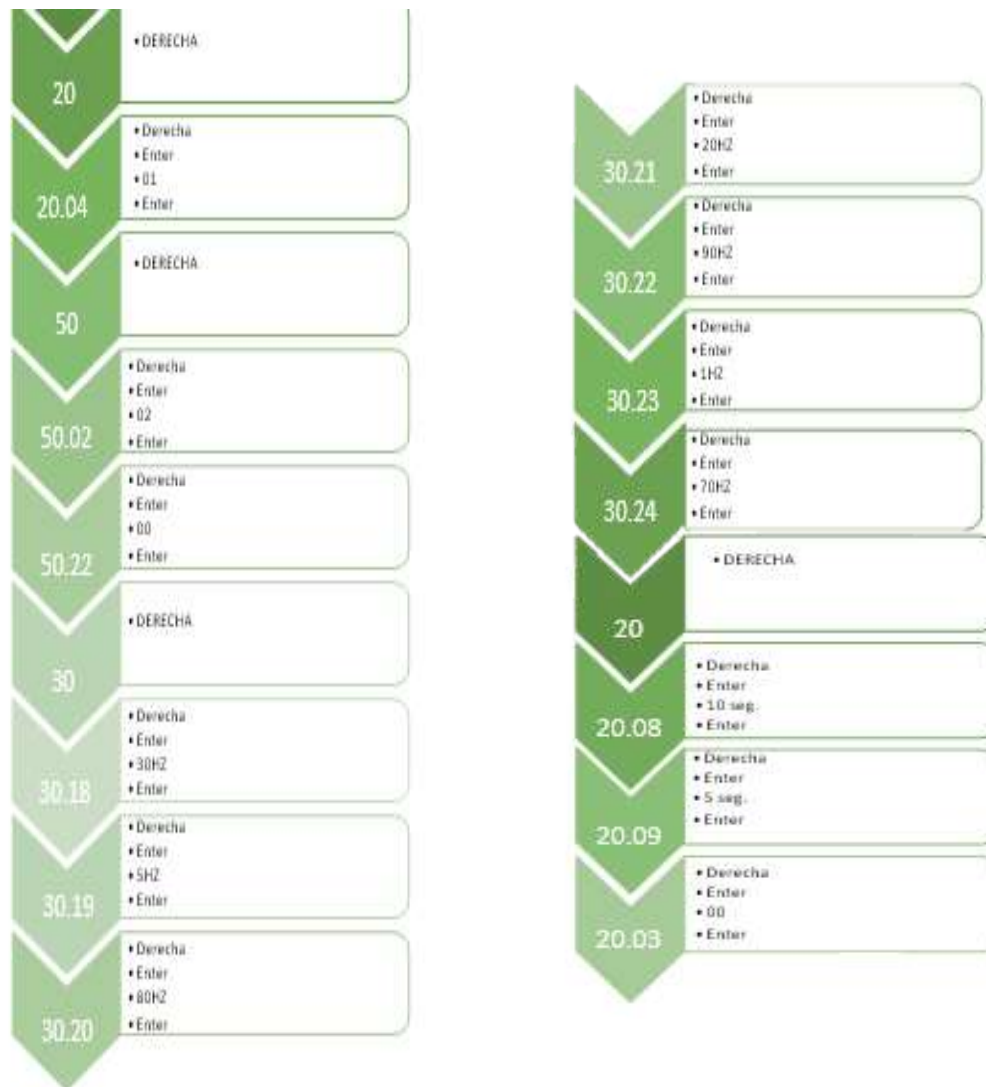 20
• DERECHA
20.04
• Derecha
• Enter
• 01
• Enter
50
• DERECHA
50.02
• Derecha
• Enter
• 02
• Enter
50.22
• Derecha
• Enter
• 00
• Enter
30
• DERECHA
30.18
• Derecha
• Enter
• 30HZ
• Enter
30.19
• Derecha
• Enter
• 5HZ
• Enter
30.20
• Derecha
• Enter
• 80HZ
• Enter
30.21
• Derecha
• Enter
• 20HZ
• Enter
30.22
• Derecha
• Enter
• 90HZ
• Enter
30.23
• Derecha
• Enter
• 1HZ
• Enter
30.24
• Derecha
• Enter
• 70HZ
• Enter
20
• DERECHA
20.08
• Derecha
• Enter
• 10 seg.
• Enter
20.09
• Derecha
• Enter
• 5 seg.
• Enter
20.03
• Derecha
• Enter
• 00
• Enter